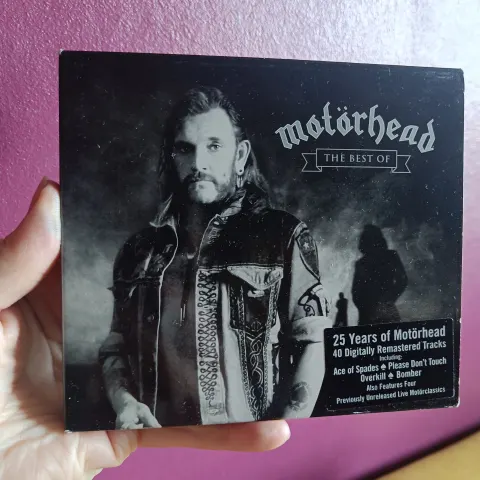 motörhead
THE BEST OF
25 Years of Motörhead
40 Digitally Remastered Tracks
Including:
Ace of Spades ♠ Please Don't Touch
Overkill ♠ Bomber
Also Features Four
Previously Unreleased Live Motörclassics